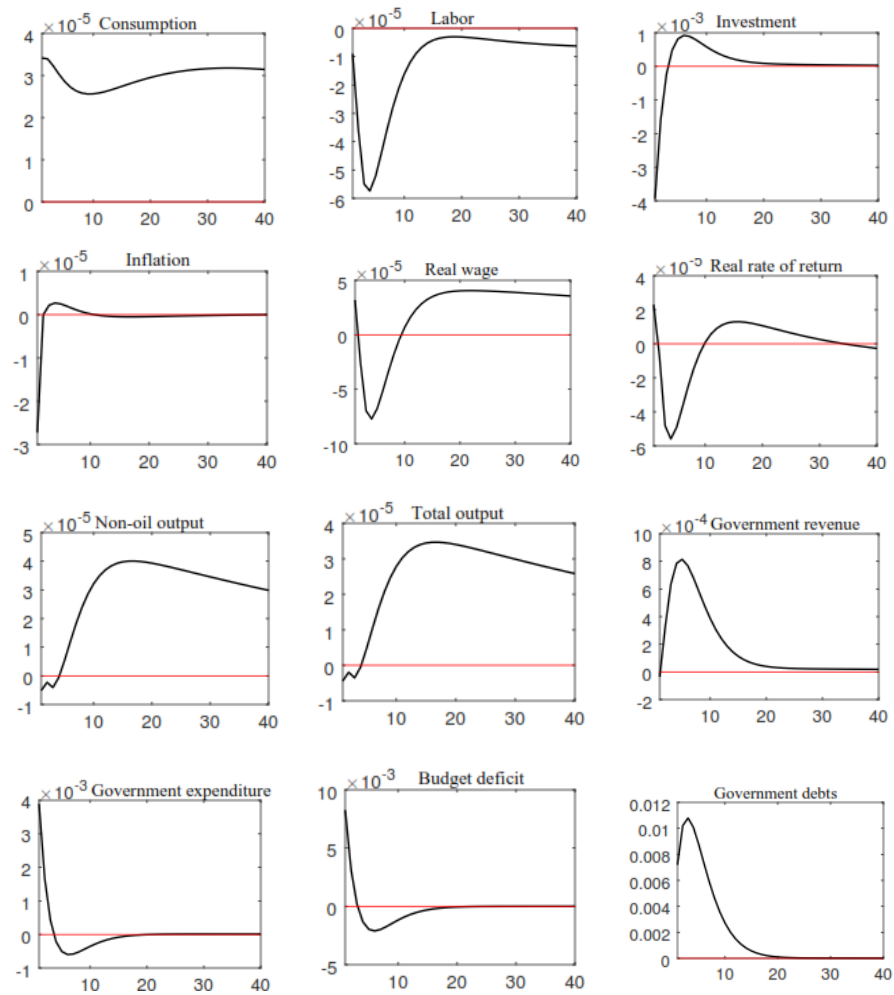 ×10⁻⁵ Consumption
4
3
2
1
0
10 20 30 40
×10⁻⁵ Labor
0
-1
-2
-3
-4
-5
-6
10 20 30 40
×10⁻³ Investment
1
0
-1
-2
-3
-4
10 20 30 40
×10⁻⁵ Inflation
1
0
-1
-2
-3
10 20 30 40
×10⁻⁵ Real wage
5
0
-5
-10
10 20 30 40
×10⁻⁵ Real rate of return
4
2
0
-2
-4
-6
10 20 30 40
×10⁻⁵ Non-oil output
5
4
3
2
1
0
-1
10 20 30 40
×10⁻⁵ Total output
4
3
2
1
0
-1
10 20 30 40
×10⁻⁴ Government revenue
10
8
6
4
2
0
-2
10 20 30 40
×10⁻³ Government expenditure
4
3
2
1
0
-1
10 20 30 40
×10⁻³ Budget deficit
10
5
0
-5
10 20 30 40
Government debts
0.012
0.01
0.008
0.006
0.004
0.002
0
10 20 30 40